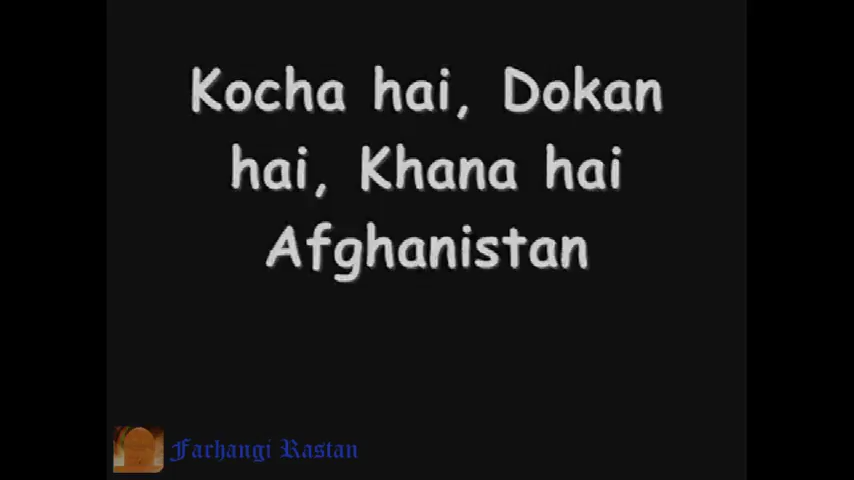 Kocha hai, Dokan
hai, Khana hai
Afghanistan
Farhangi Rastan